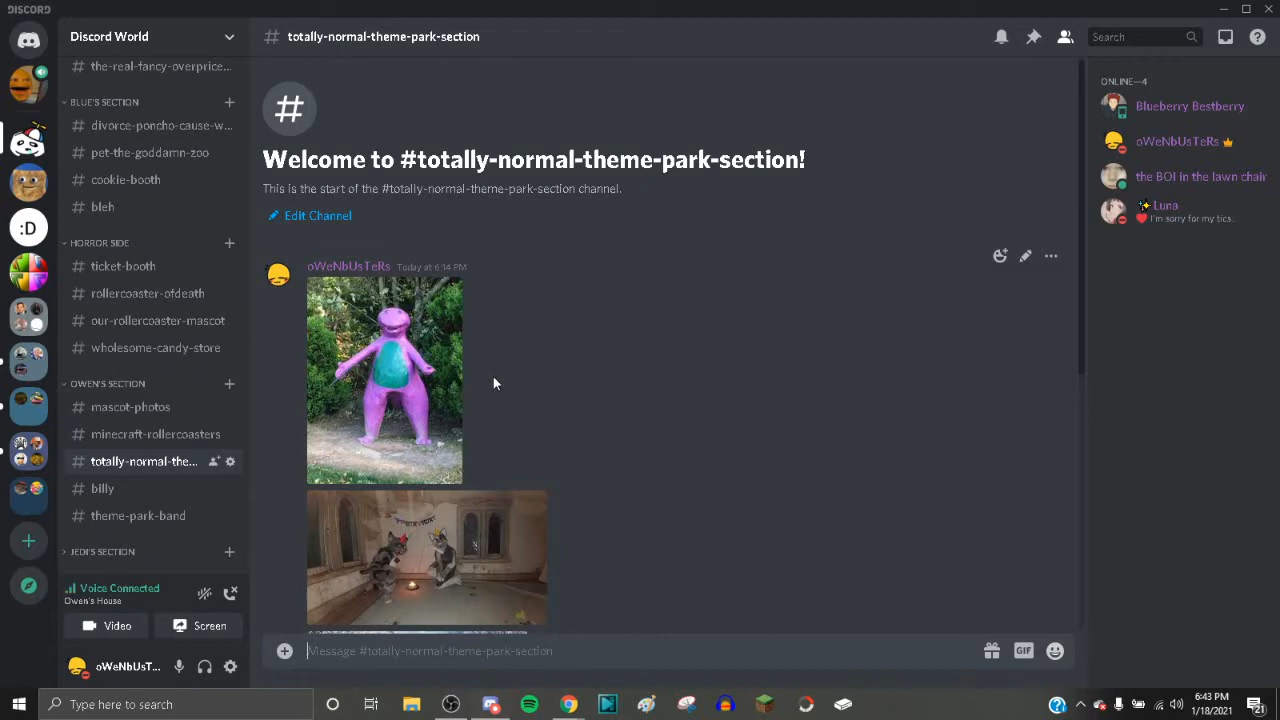 DISCORD
Discord World
totally-normal-theme-park-section
Search
the-real-fancy-overprice...
BLUE'S SECTION
divorce-poncho-cause-w...
pet-the-goddamn-zoo
cookie-booth
bleh
:D
HORROR SIDE
ticket-booth
rollercoaster-ofdeath
our-rollercoaster-mascot
wholesome-candy-store
OWEN'S SECTION
mascot-photos
minecraft-rollercoasters
totally-normal-the...
billy
theme-park-band
JEDI'S SECTION
Voice Connected
Owen's House
Video
Screen
oWeNbUsT...
Welcome to #totally-normal-theme-park-section!
This is the start of the #totally-normal-theme-park-section channel.
Edit Channel
oWeNbUsTeRs Today at 6:14 PM
Message #totally-normal-theme-park-section
GIF
ONLINE—4
Blueberry Bestberry
oWeNbUsTeRs
the BOI in the lawn chair
✨ Luna
❤ I'm sorry for my tics..
Type here to search
6:43 PM
1/18/2021
21